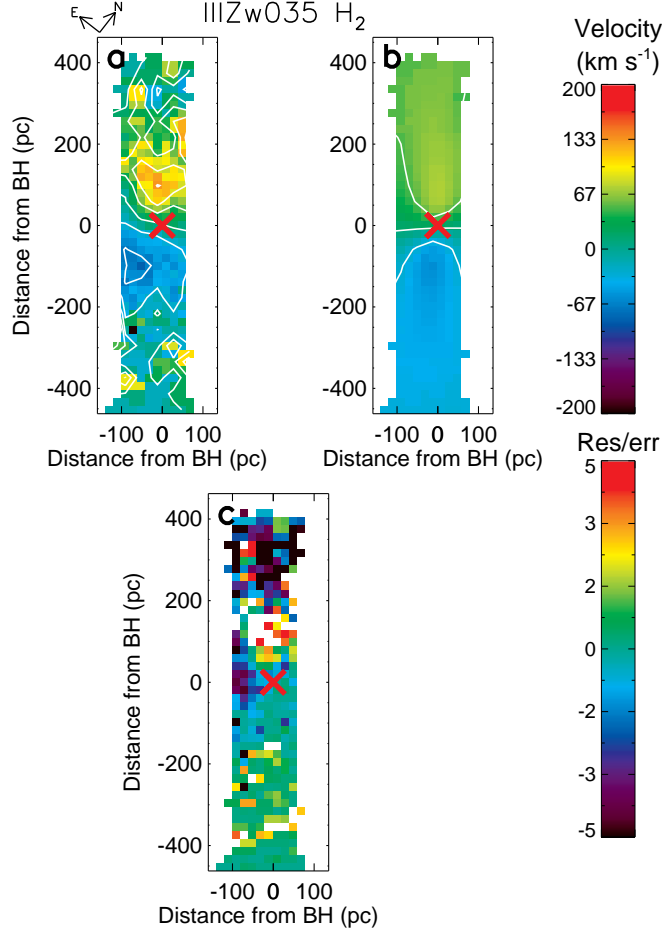 E N
IIIZw035 H₂
Velocity
(km s⁻¹)
a
b
Distance from BH (pc)
400
200
0
-200
-400
-100 0 100
Distance from BH (pc)
400
200
0
-200
-400
-100 0 100
Distance from BH (pc)
200
133
67
0
-67
-133
-200
Res/err
5
3
2
0
-2
-3
-5
c
Distance from BH (pc)
400
200
0
-200
-400
-100 0 100
Distance from BH (pc)